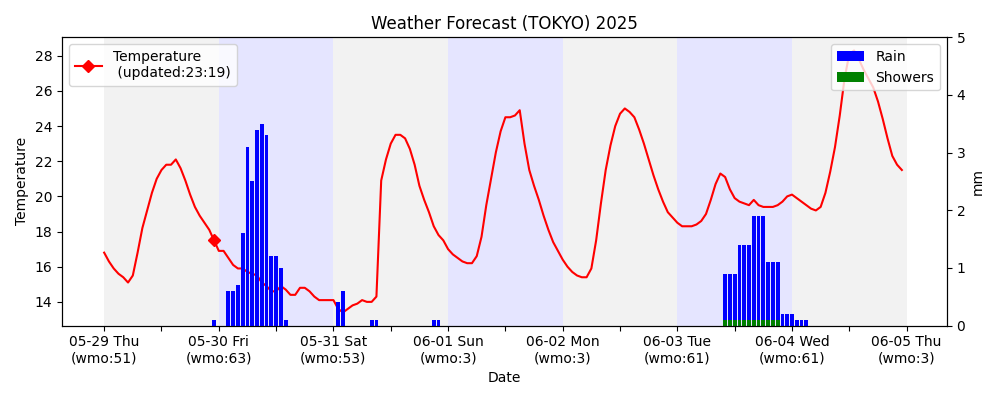 Weather Forecast (TOKYO) 2025
Temperature
(updated:23:19)
Rain
Showers
Temperature
28
26
24
22
20
18
16
14
5
4
3
2
1
0
mm
05-29 Thu
(wmo:51)
05-30 Fri
(wmo:63)
05-31 Sat
(wmo:53)
06-01 Sun
(wmo:3)
06-02 Mon
(wmo:3)
06-03 Tue
(wmo:61)
06-04 Wed
(wmo:61)
06-05 Thu
(wmo:3)
Date